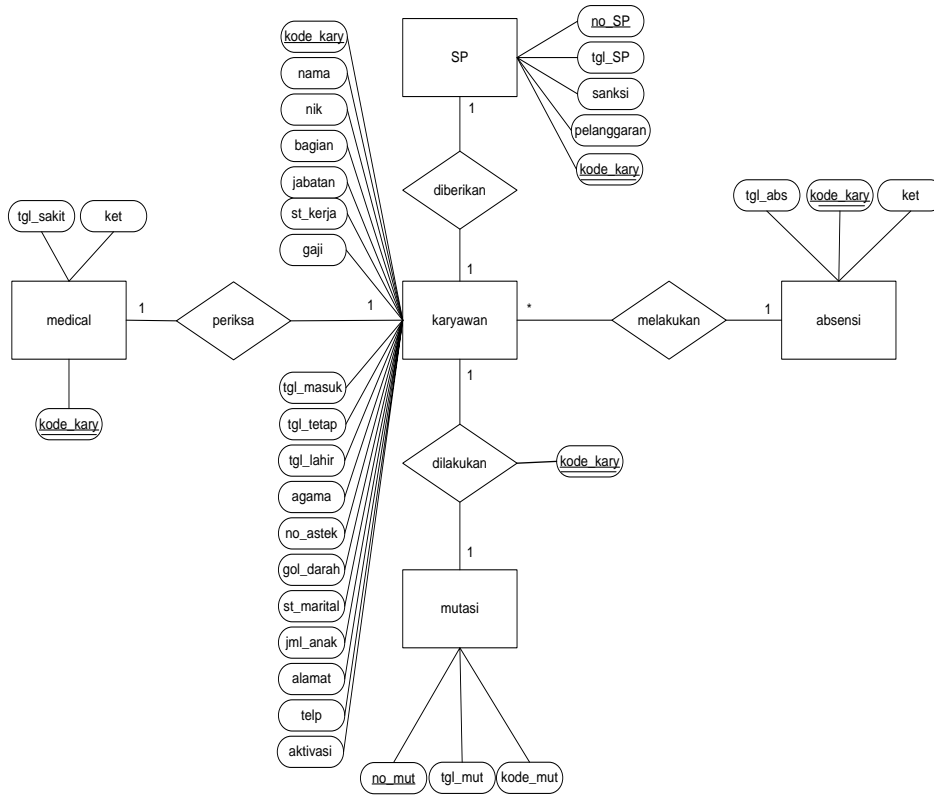 kode_kary
nama
nik
bagian
jabatan
st_kerja
gaji
SP
no_SP
tgl_SP
sanksi
pelanggaran
kode_kary
1
diberikan
1
tgl_sakit
ket
medical
1
periksa
1
karyawan
*
melakukan
1
absensi
tgl_abs
kode_kary
ket
kode_kary
tgl_masuk
tgl_tetap
tgl_lahir
agama
no_astek
gol_darah
st_marital
jml_anak
alamat
telp
aktivasi
1
dilakukan
kode_kary
1
mutasi
no_mut
tgl_mut
kode_mut